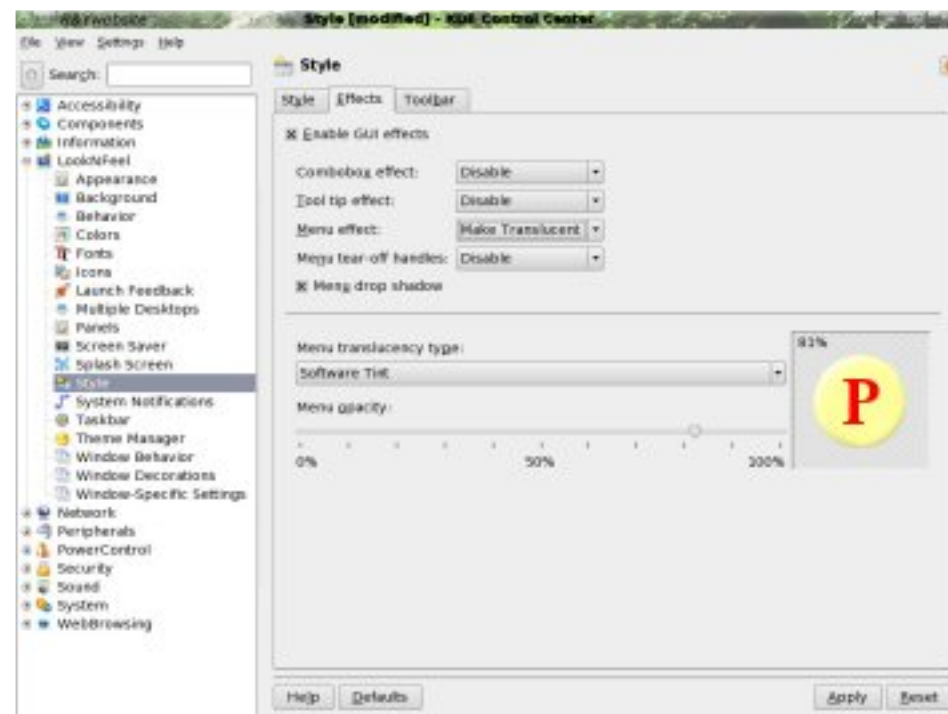 Style [modified] - KDE Control Center
File View Settings Help
Search:
Accessibility
Components
Information
LookNFeel
Appearance
Background
Behavior
Colors
Fonts
Icons
Launch Feedback
Multiple Desktops
Panels
Screen Saver
Splash Screen
Style
System Notifications
Taskbar
Theme Manager
Window Behavior
Window Decorations
Window-Specific Settings
Network
Peripherals
PowerControl
Security
Sound
System
WebBrowsing
Style
Style Effects Toolbar
Enable GUI effects
Combobox effect: Disable
Tool tip effect: Disable
Menu effect: Make Translucent
Menu tear-off handles: Disable
Menu drop shadow
Menu translucency type:
Software Tint
Menu opacity:
0% 50% 100%
81%
P
Help Defaults Apply Reset